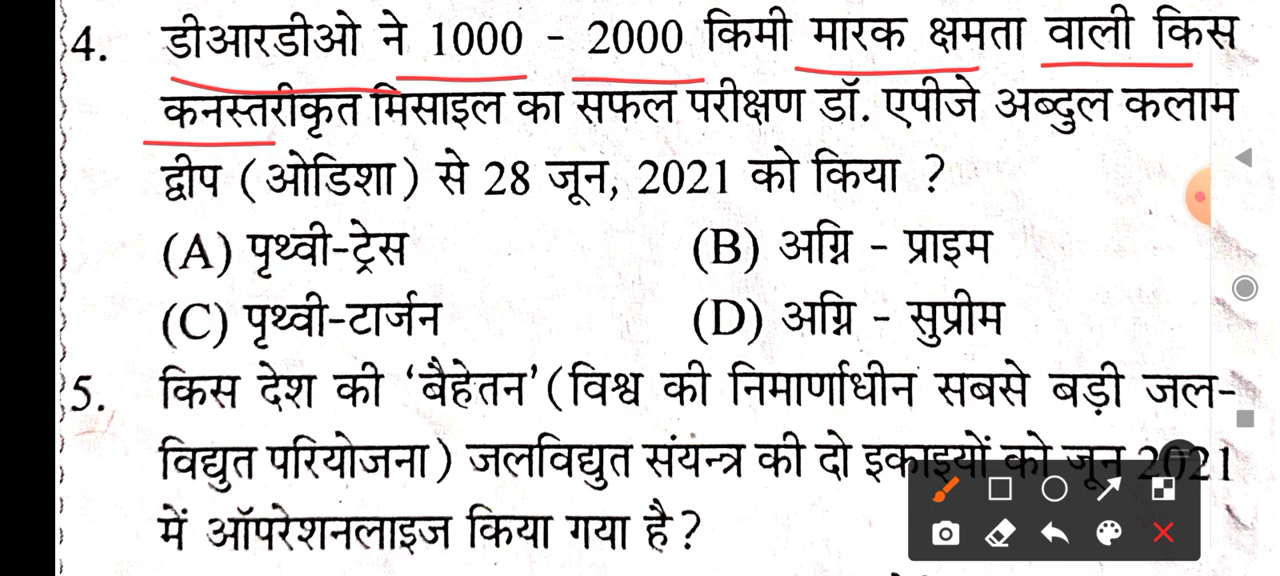 4. डीआरडीओ ने 1000 - 2000 किमी मारक क्षमता वाली किस
कनस्तरीकृत मिसाइल का सफल परीक्षण डॉ. एपीजे अब्दुल कलाम
द्वीप (ओडिशा) से 28 जून, 2021 को किया ?
(A) पृथ्वी-ट्रेस (B) अग्नि - प्राइम
(C) पृथ्वी-टार्जन (D) अग्नि - सुप्रीम
5. किस देश की ‘बैहेतन’ (विश्व की निमार्णाधीन सबसे बड़ी जल-
विद्युत परियोजना) जलविद्युत संयन्त्र की दो इकाइयों को जून 2021
में ऑपरेशनलाइज किया गया है?